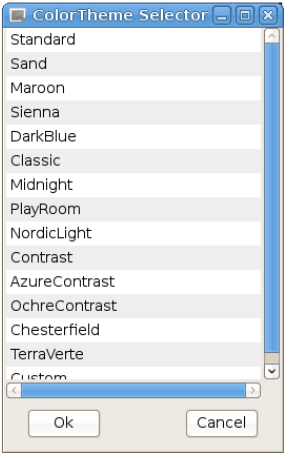 ColorTheme Selector
Standard
Sand
Maroon
Sienna
DarkBlue
Classic
Midnight
PlayRoom
NordicLight
Contrast
AzureContrast
OchreContrast
Chesterfield
TerraVerte
Custom
Ok
Cancel